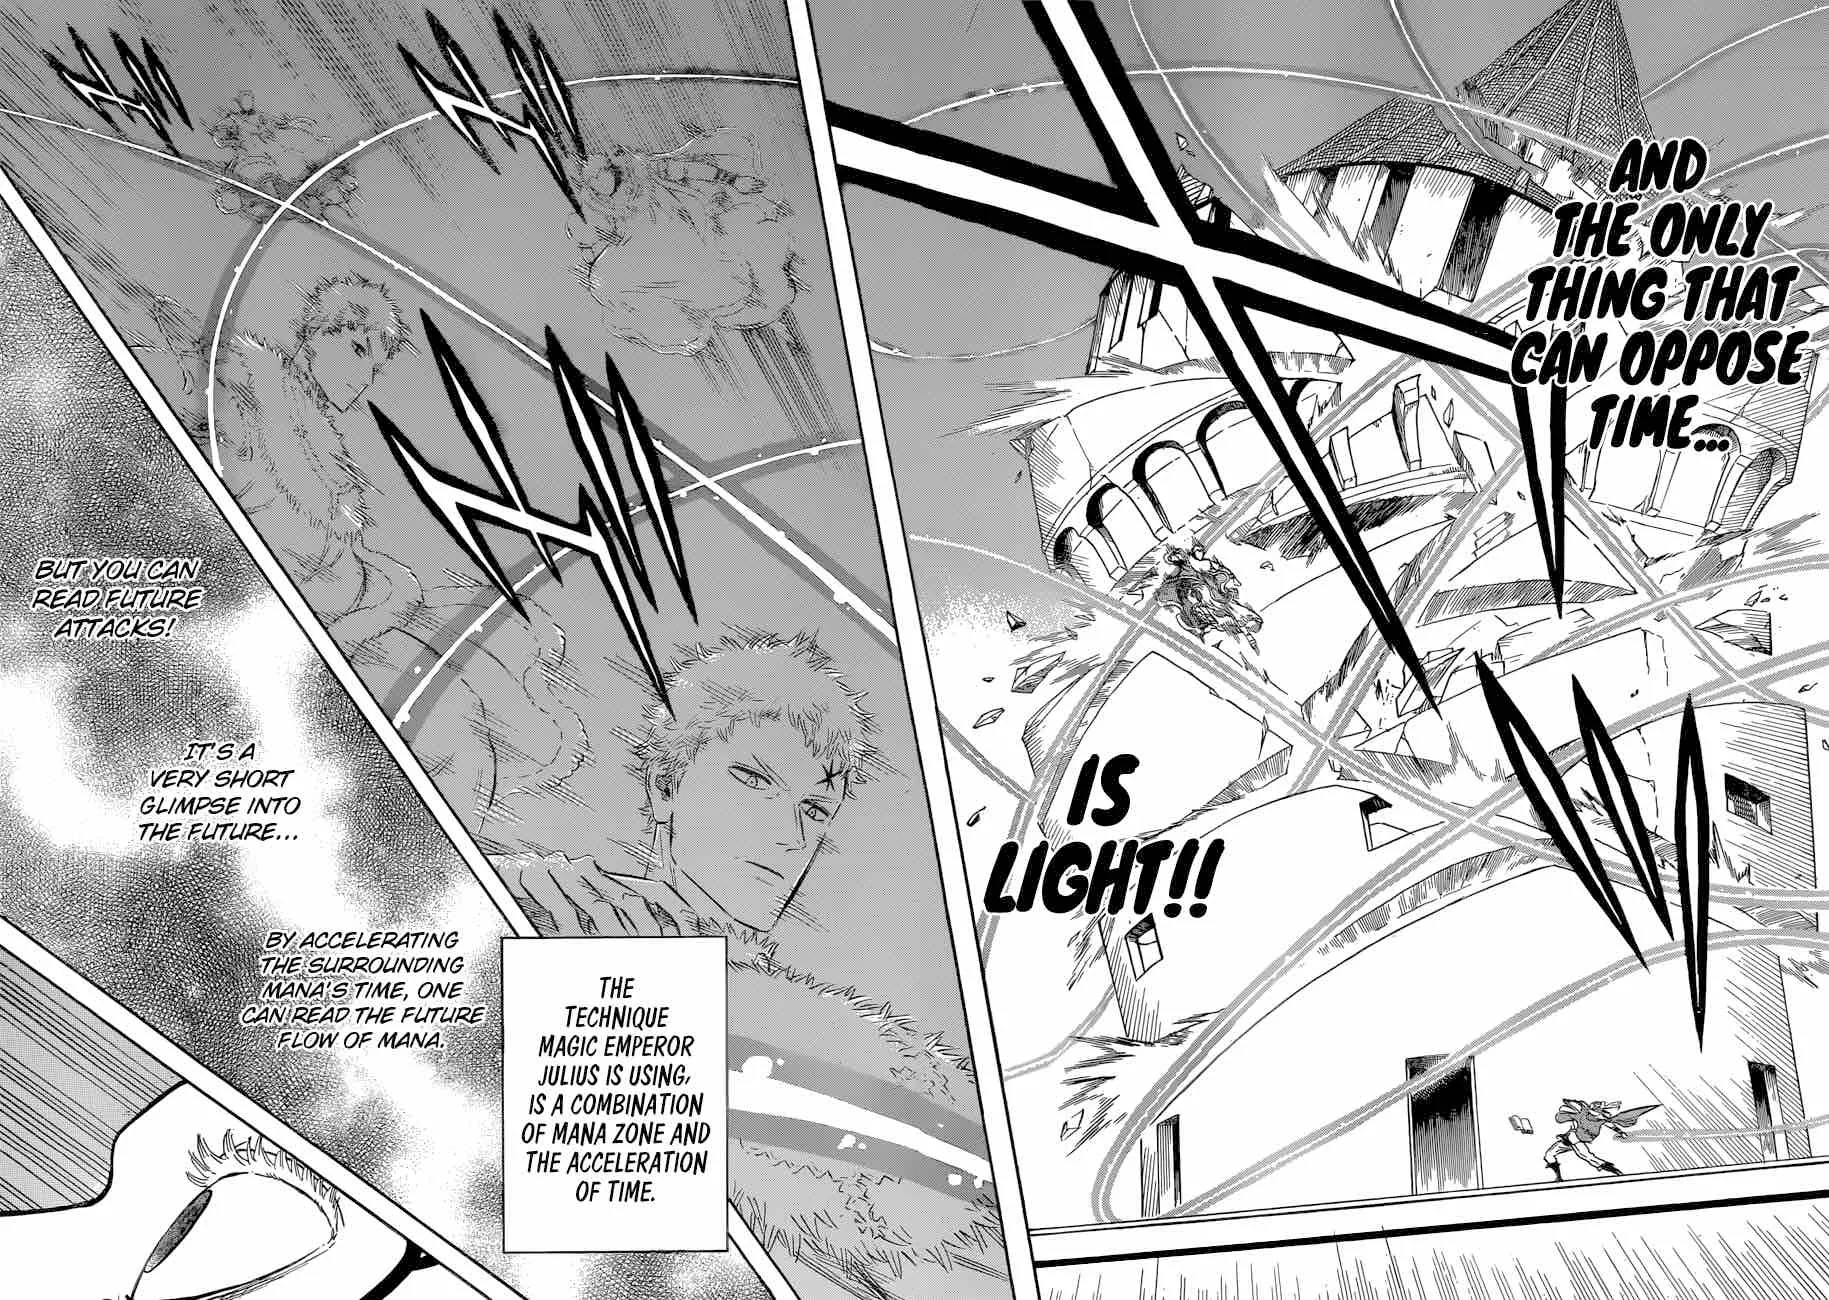 AND
THE ONLY
THING THAT
CAN OPPOSE
TIME...
IS
LIGHT!!
THE
TECHNIQUE
MAGIC EMPEROR
JULIUS IS USING,
IS A COMBINATION
OF MANA ZONE AND
THE ACCELERATION
OF TIME.
BY ACCELERATING
THE SURROUNDING
MANA'S TIME, ONE
CAN READ THE FUTURE
FLOW OF MANA.
IT'S A
VERY SHORT
GLIMPSE INTO
THE FUTURE...
BUT YOU CAN
READ FUTURE
ATTACKS!